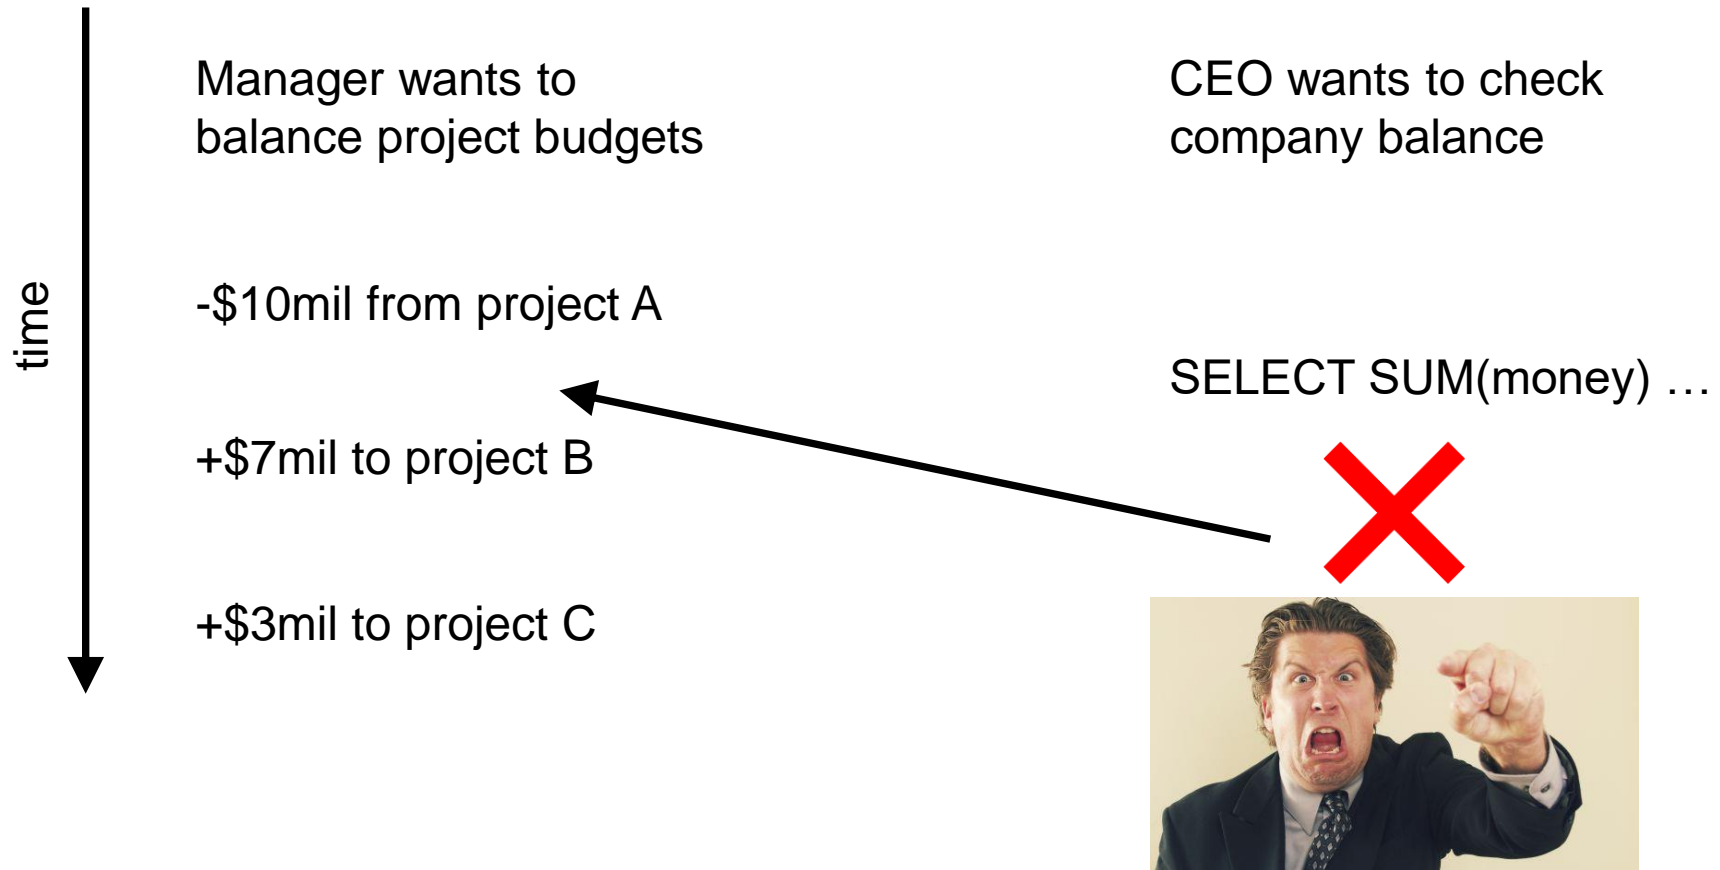 Manager wants to
balance project budgets
CEO wants to check
company balance
time
-$10mil from project A
SELECT SUM(money) …
+$7mil to project B
+$3mil to project C